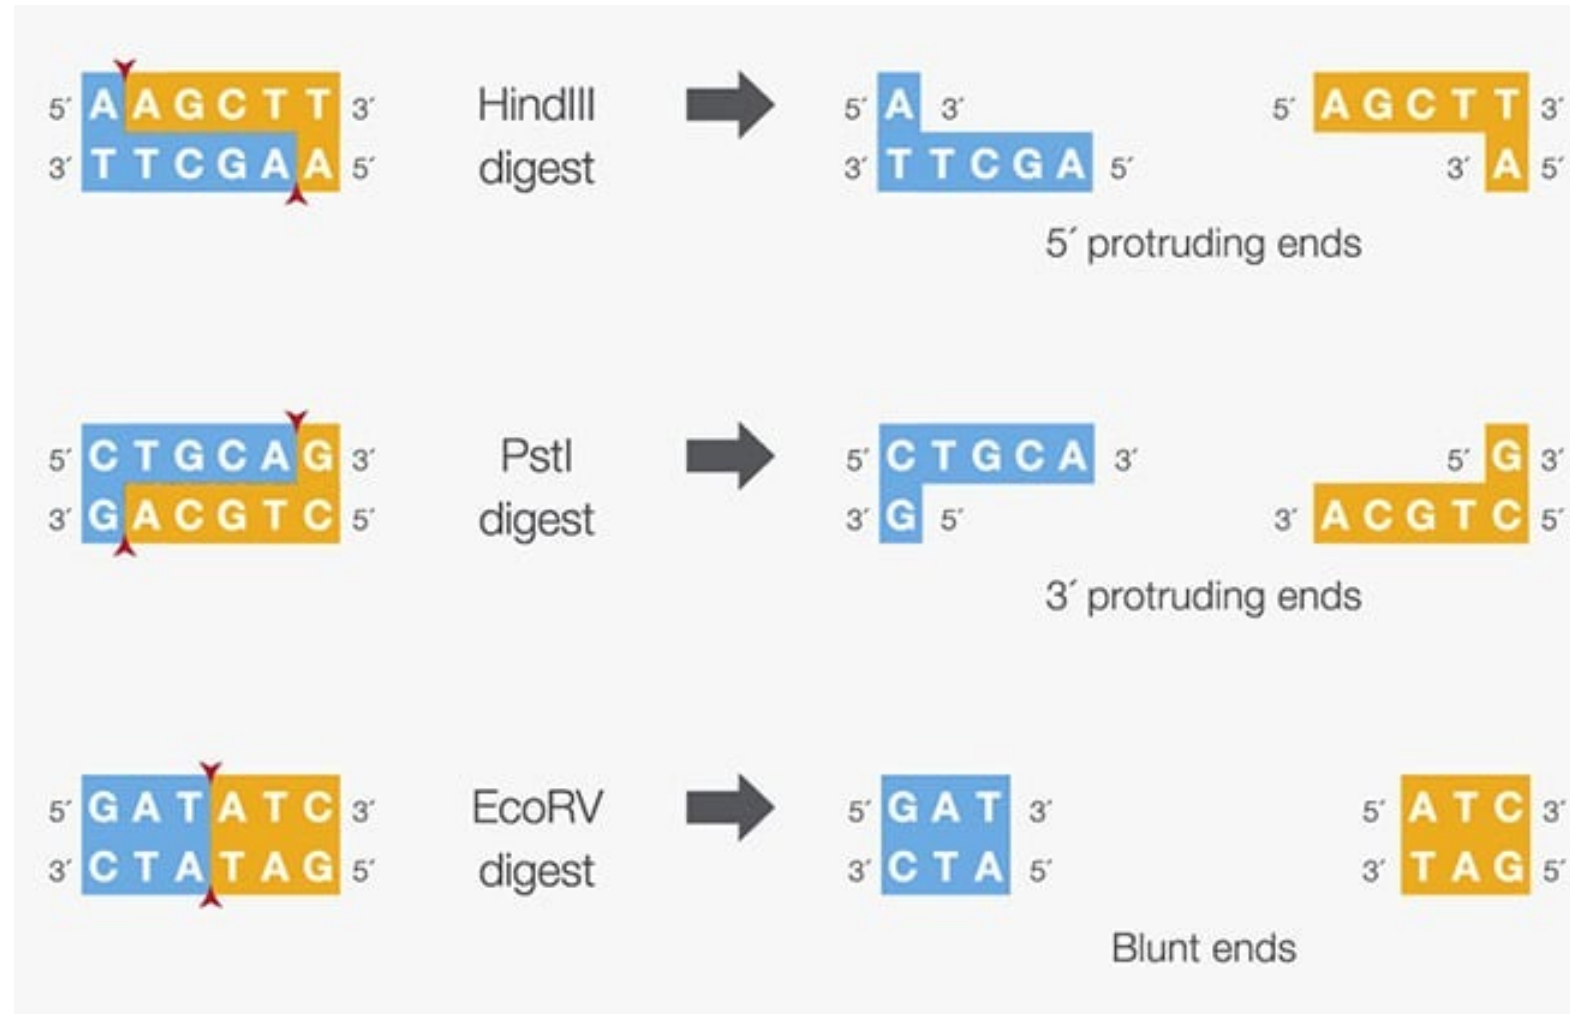 5′ A A G C T T 3′ HindIII 5′ A 3′ 5′ A G C T T 3′
3′ T T C G A A 5′ digest 3′ T T C G A 5′ 3′ A 5′
5′ protruding ends
5′ C T G C A G 3′ PstI 5′ C T G C A 3′ 5′ G 3′
3′ G A C G T C 5′ digest 3′ G 5′ 3′ A C G T C 5′
3′ protruding ends
5′ G A T A T C 3′ EcoRV 5′ G A T 3′ 5′ A T C 3′
3′ C T A T A G 5′ digest 3′ C T A 5′ 3′ T A G 5′
Blunt ends